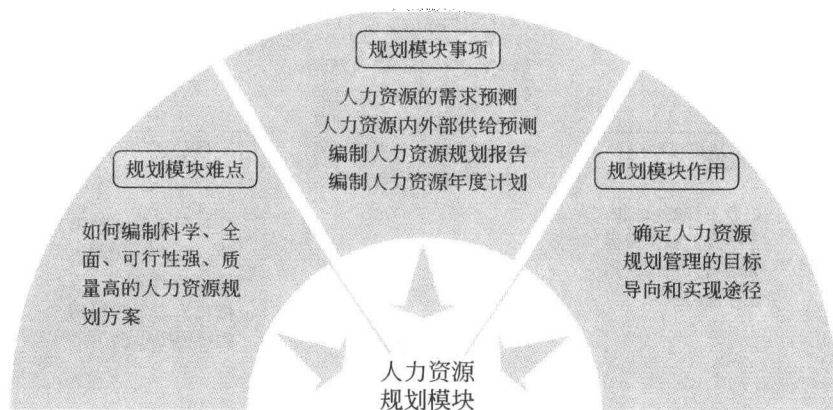 规划模块事项
人力资源的需求预测
人力资源内外部供给预测
编制人力资源规划报告
编制人力资源年度计划
规划模块难点
如何编制科学、全
面、可行性强、质
量高的人力资源规
划方案
规划模块作用
确定人力资源
规划管理的目标
导向和实现途径
人力资源
规划模块